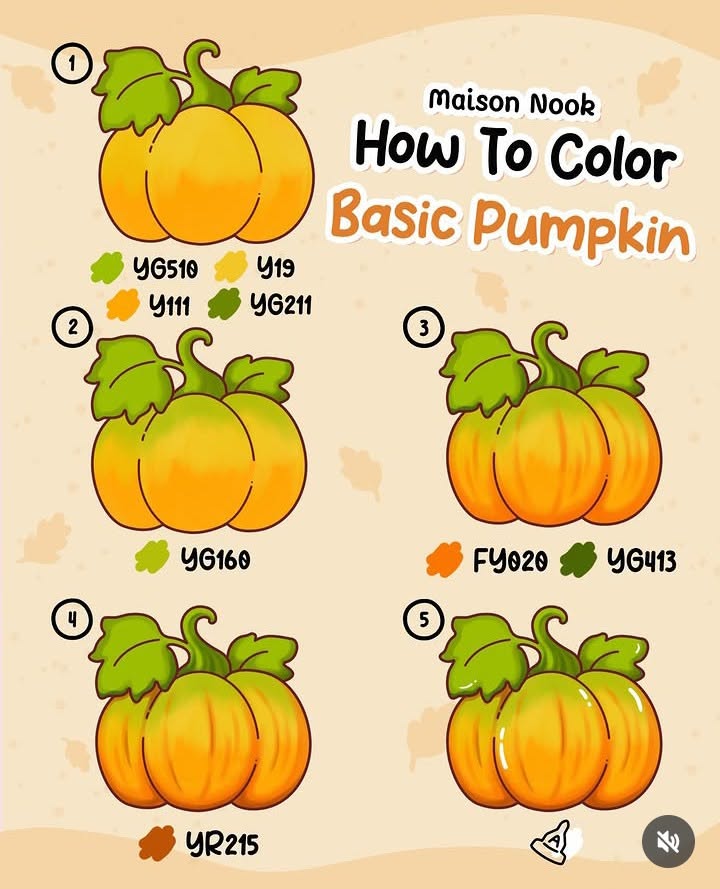 1
Maison Nook
How To Color
Basic Pumpkin
YG510 Y19
Y111 YG211
2
3
YG160
FY020 YG413
4
5
YR215
A